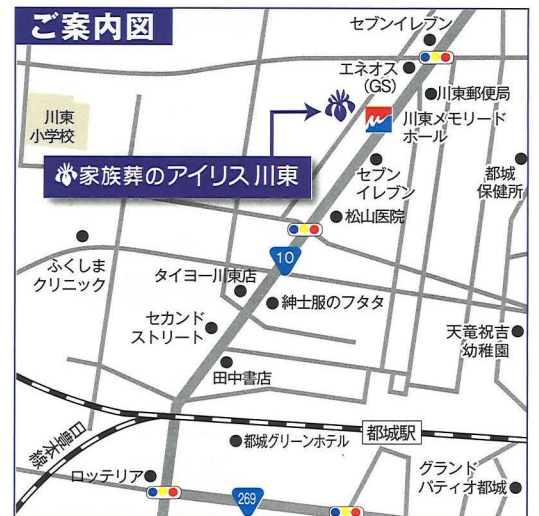 ご案内図
セブンイレブン
エネオス
(GS)
川東郵便局
川東
小学校
川東メモリード
ホール
家族葬のアイリス 川東
セブン
イレブン
都城
保健所
松山医院
10
ふくしま
クリニック
タイヨー川東店
紳士服のフタタ
セカンド
ストリート
天竜祝吉
幼稚園
田中書店
日豊本線
都城グリーンホテル
都城駅
ロッテリア
グランド
パティオ都城
269